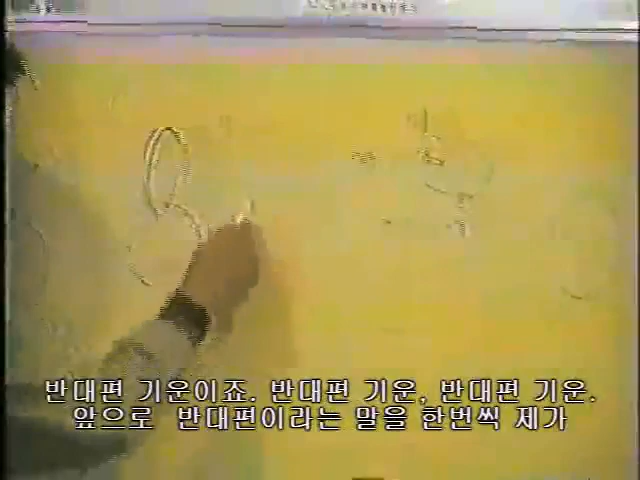 반대편 기운이죠. 반대편 기운, 반대편 기운.
앞으로 반대편이라는 말을 한번씩 제가